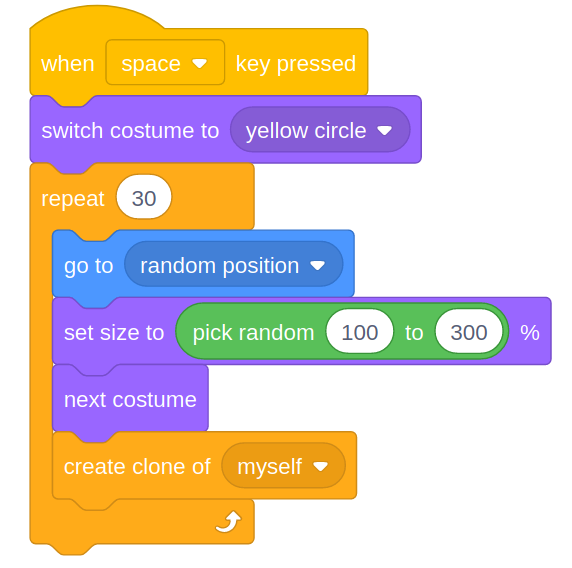 when space key pressed
switch costume to yellow circle
repeat 30
go to random position
set size to pick random 100 to 300 %
next costume
create clone of myself